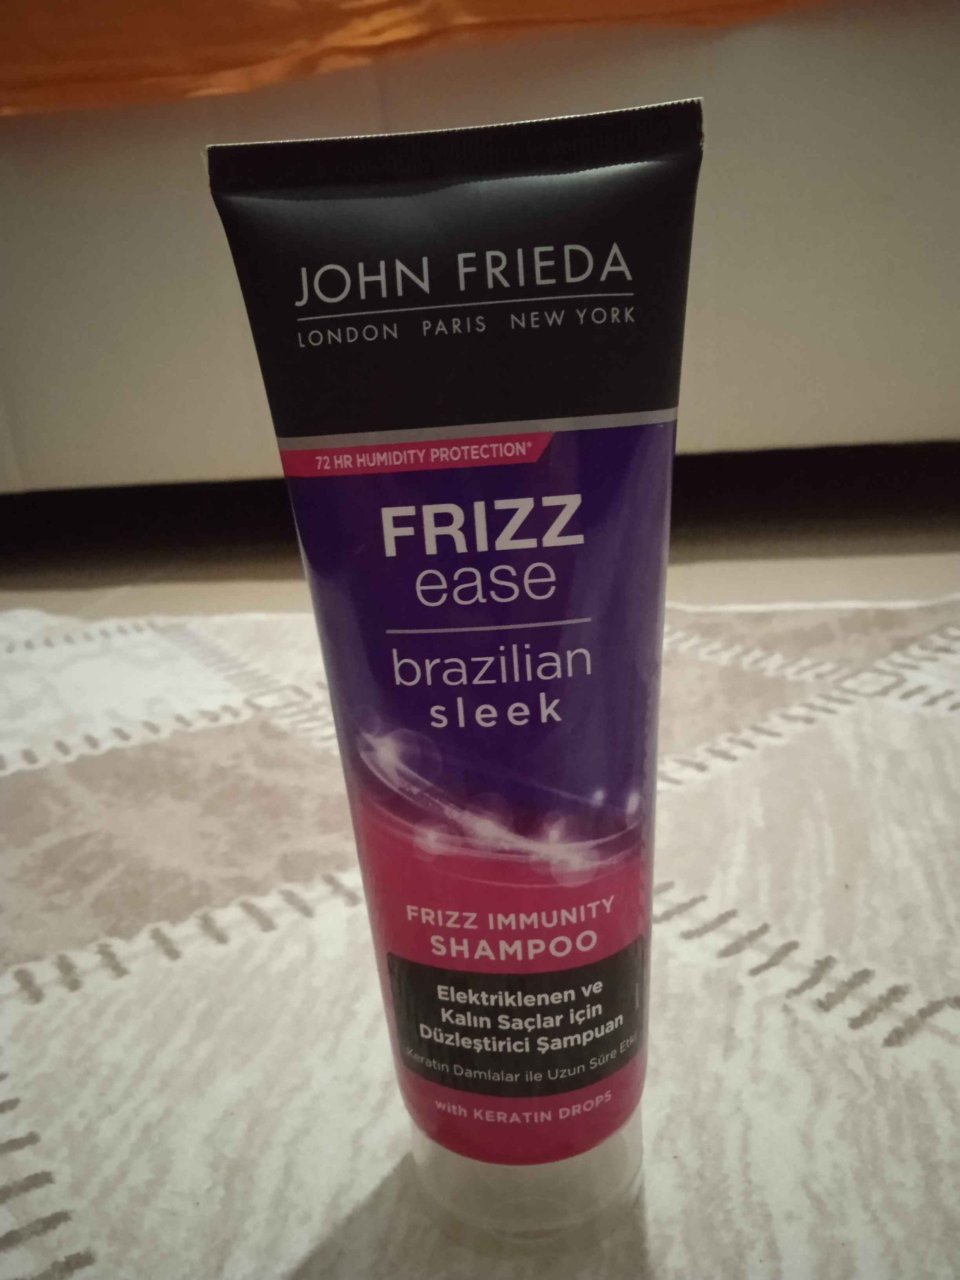 JOHN FRIEDA
LONDON PARIS NEW YORK
72 HR HUMIDITY PROTECTION*
FRIZZ
ease
brazilian
sleek
FRIZZ IMMUNITY
SHAMPOO
Elektriklenen ve
Kalın Saçlar için
Düzleştirici Şampuan
Keratin Damlalar ile Uzun Süre Etki
with KERATIN DROPS